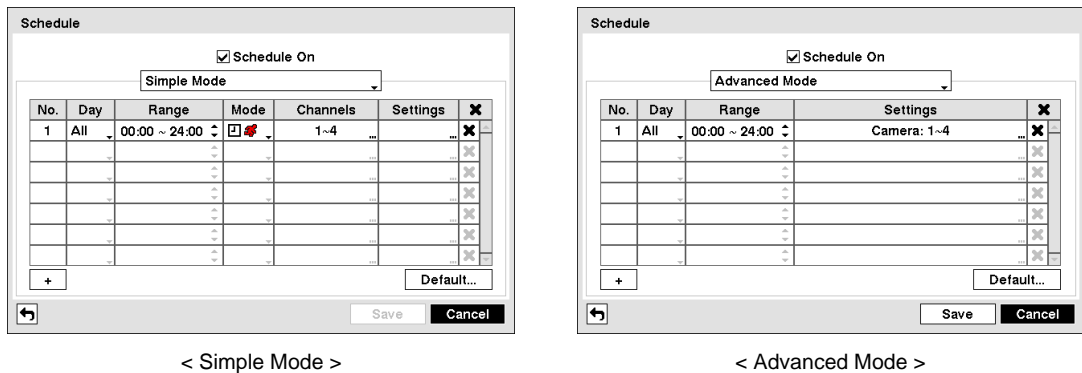 Schedule
Schedule On
Simple Mode
No. Day Range Mode Channels Settings
1 All 00:00 ~ 24:00 1~4 ...
+ Default...
Save Cancel
< Simple Mode >
Schedule
Schedule On
Advanced Mode
No. Day Range Settings
1 All 00:00 ~ 24:00 Camera: 1~4 ...
+ Default...
Save Cancel
< Advanced Mode >